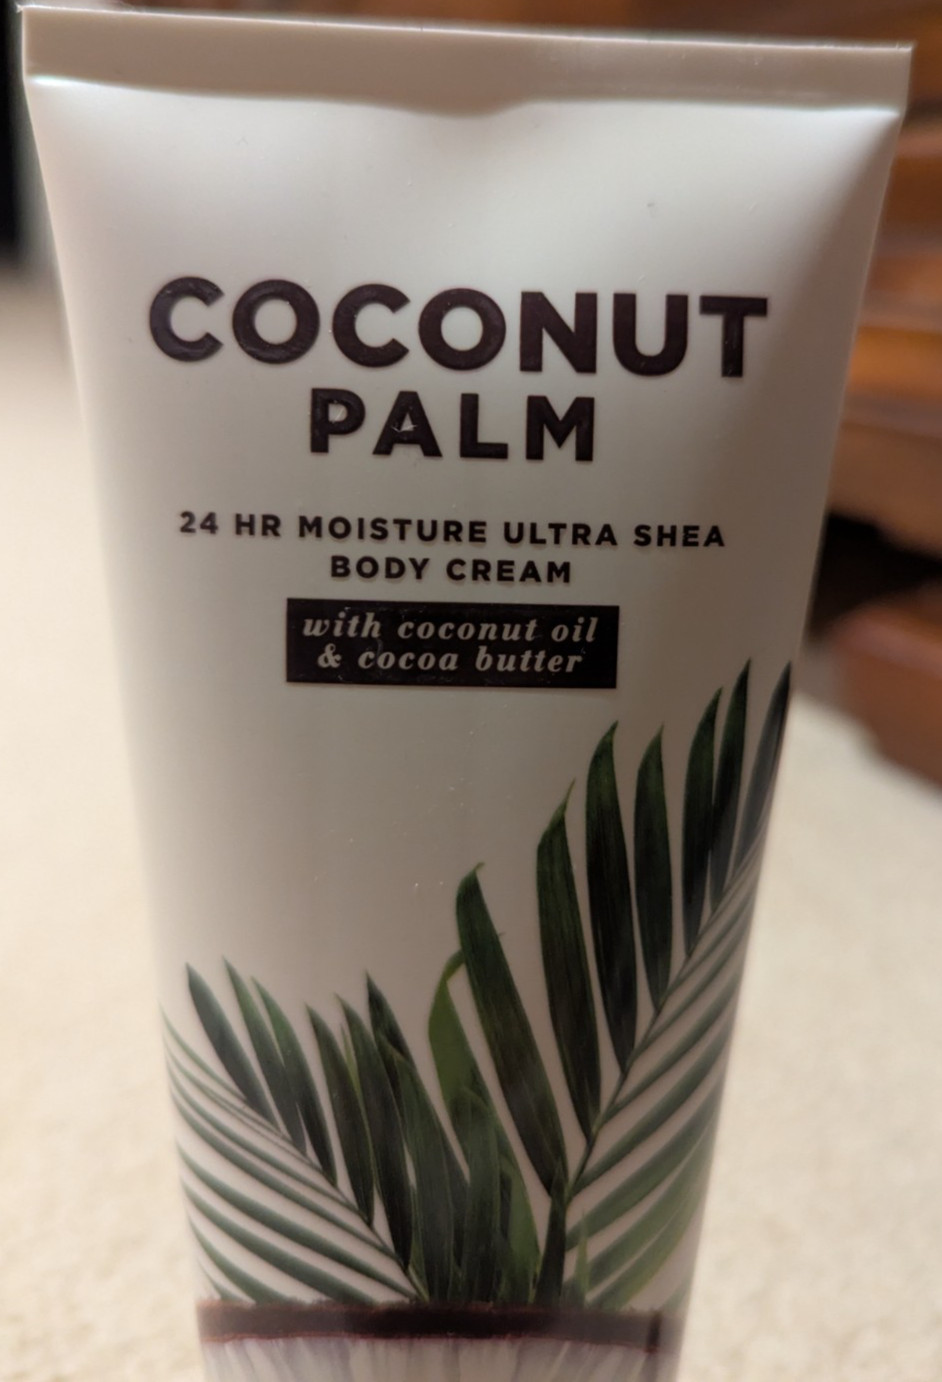 COCONUT
PALM
24 HR MOISTURE ULTRA SHEA
BODY CREAM
with coconut oil
& cocoa butter